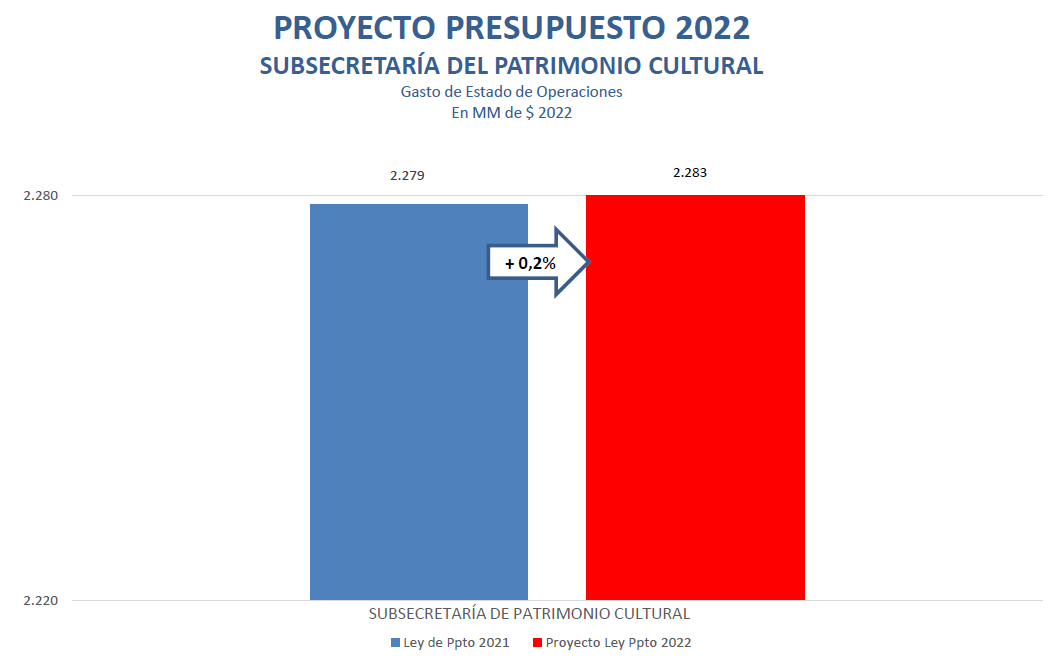 PROYECTO PRESUPUESTO 2022
SUBSECRETARÍA DEL PATRIMONIO CULTURAL
Gasto de Estado de Operaciones
En MM de $ 2022
2.279
2.283
2.280
+ 0,2%
2.220
SUBSECRETARÍA DE PATRIMONIO CULTURAL
Ley de Ppto 2021
Proyecto Ley Ppto 2022